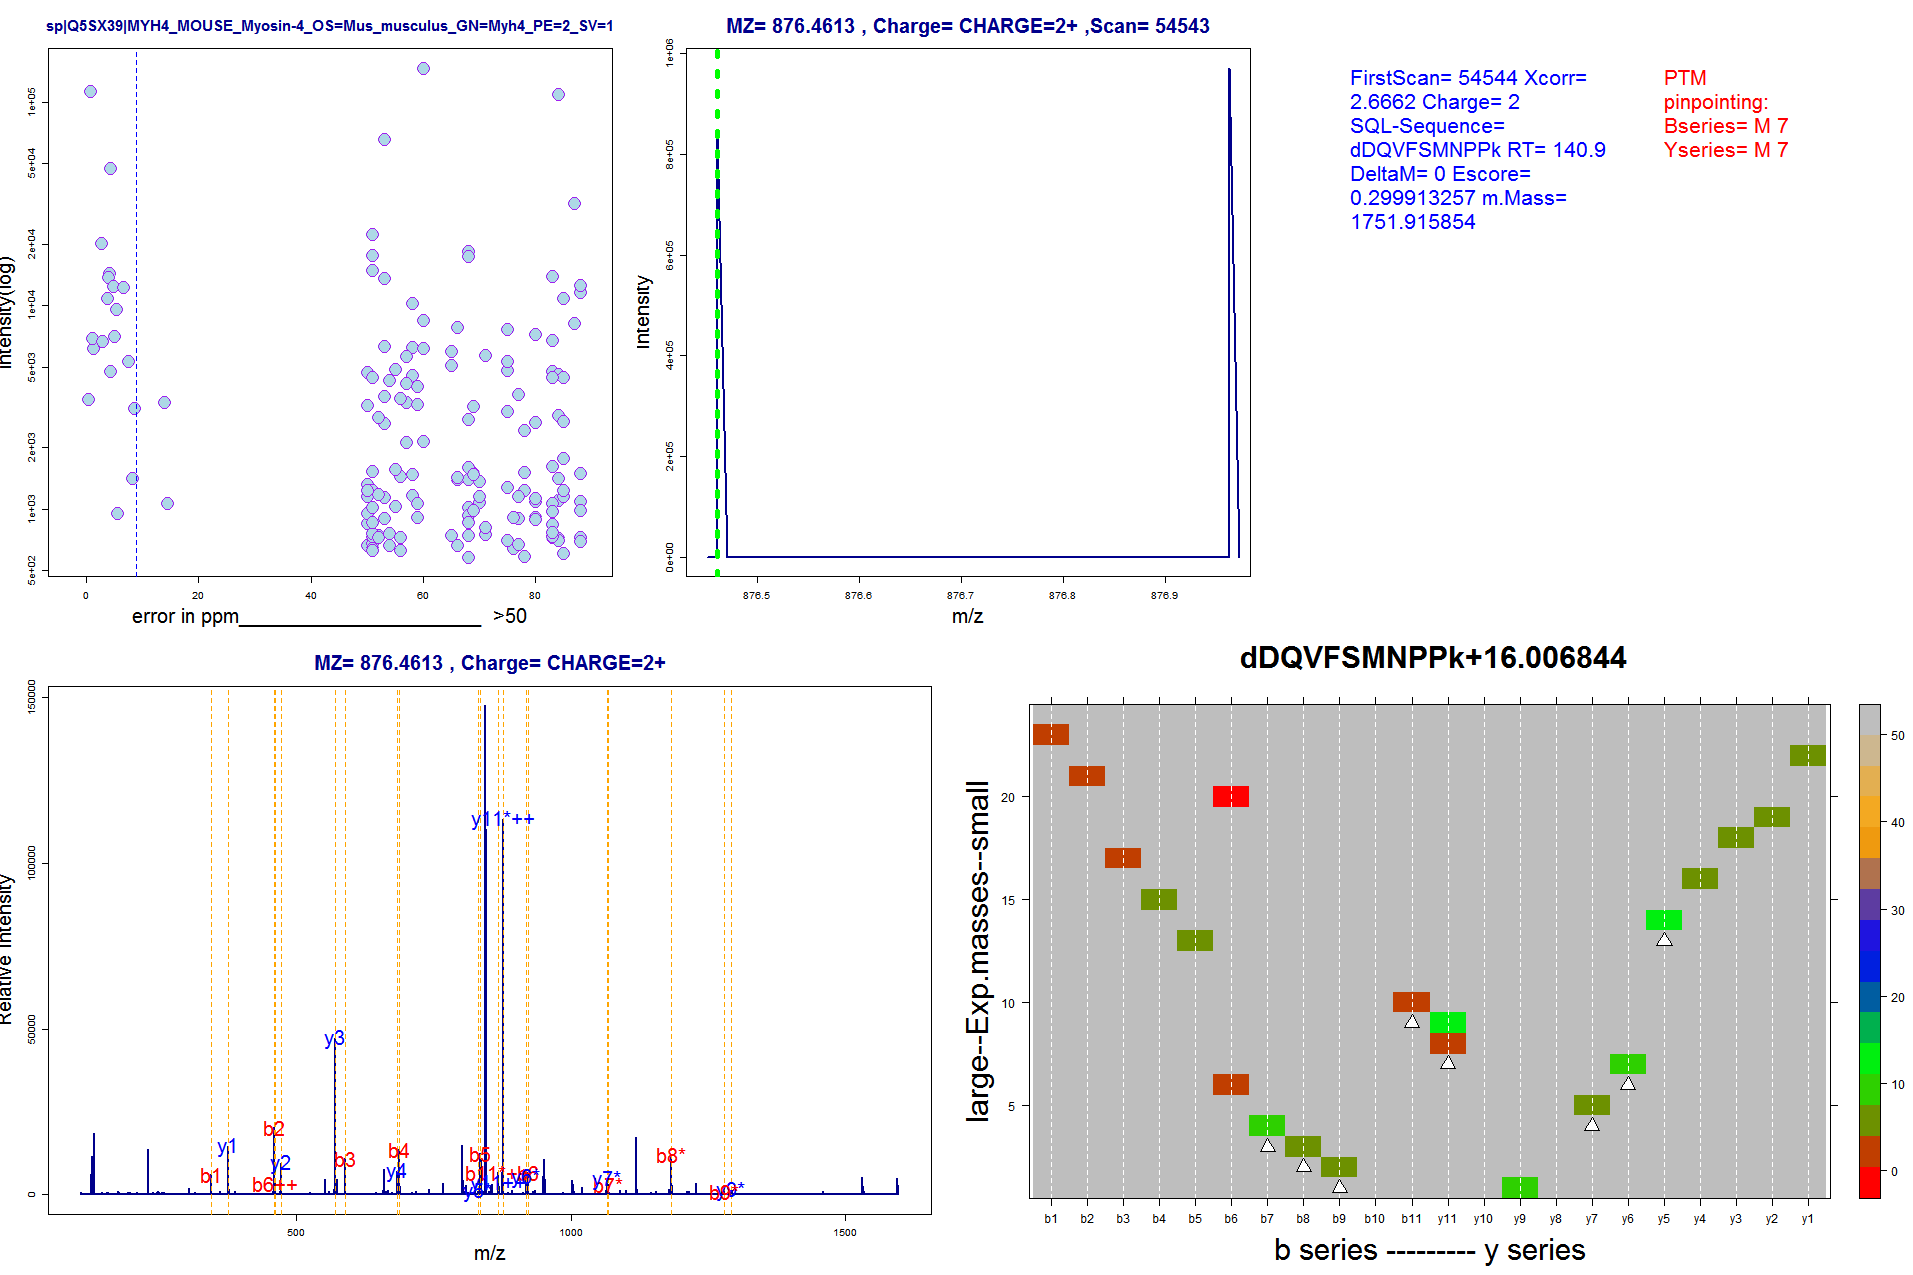 sp|Q5SX39|MYH4_MOUSE_Myosin-4_OS=Mus_musculus_GN=Myh4_PE=2_SV=1
Intensity(log)
5e+02 1e+03 2e+03 5e+03 1e+04 2e+04 5e+04 1e+05
0 20 40 60 80
error in ppm______________________ >50
MZ= 876.4613 , Charge= CHARGE=2+ ,Scan= 54543
Intensity
0e+00 2e+05 4e+05 6e+05 8e+05 1e+06
876.5 876.6 876.7 876.8 876.9
m/z
FirstScan= 54544 Xcorr=
2.6662 Charge= 2
SQL-Sequence=
dDQVFSMNPPk RT= 140.9
DeltaM= 0 Escore=
0.299913257 m.Mass=
1751.915854
PTM
pinpointing:
Bseries= M 7
Yseries= M 7
MZ= 876.4613 , Charge= CHARGE=2+
Relative Intensity
0 50000 100000 150000
y11*++
y3
b2
y1
y2
b1
b6++
b3
b4
y4
b5
b8*
y7*
b7*
500 1000 1500
m/z
dDQVFSMNPPk+16.006844
large--Exp.masses--small
5 10 15 20
b1 b2 b3 b4 b5 b6 b7 b8 b9 b10 b11 y11 y10 y9 y8 y7 y6 y5 y4 y3 y2 y1
b series --------- y series
50
40
30
20
10
0